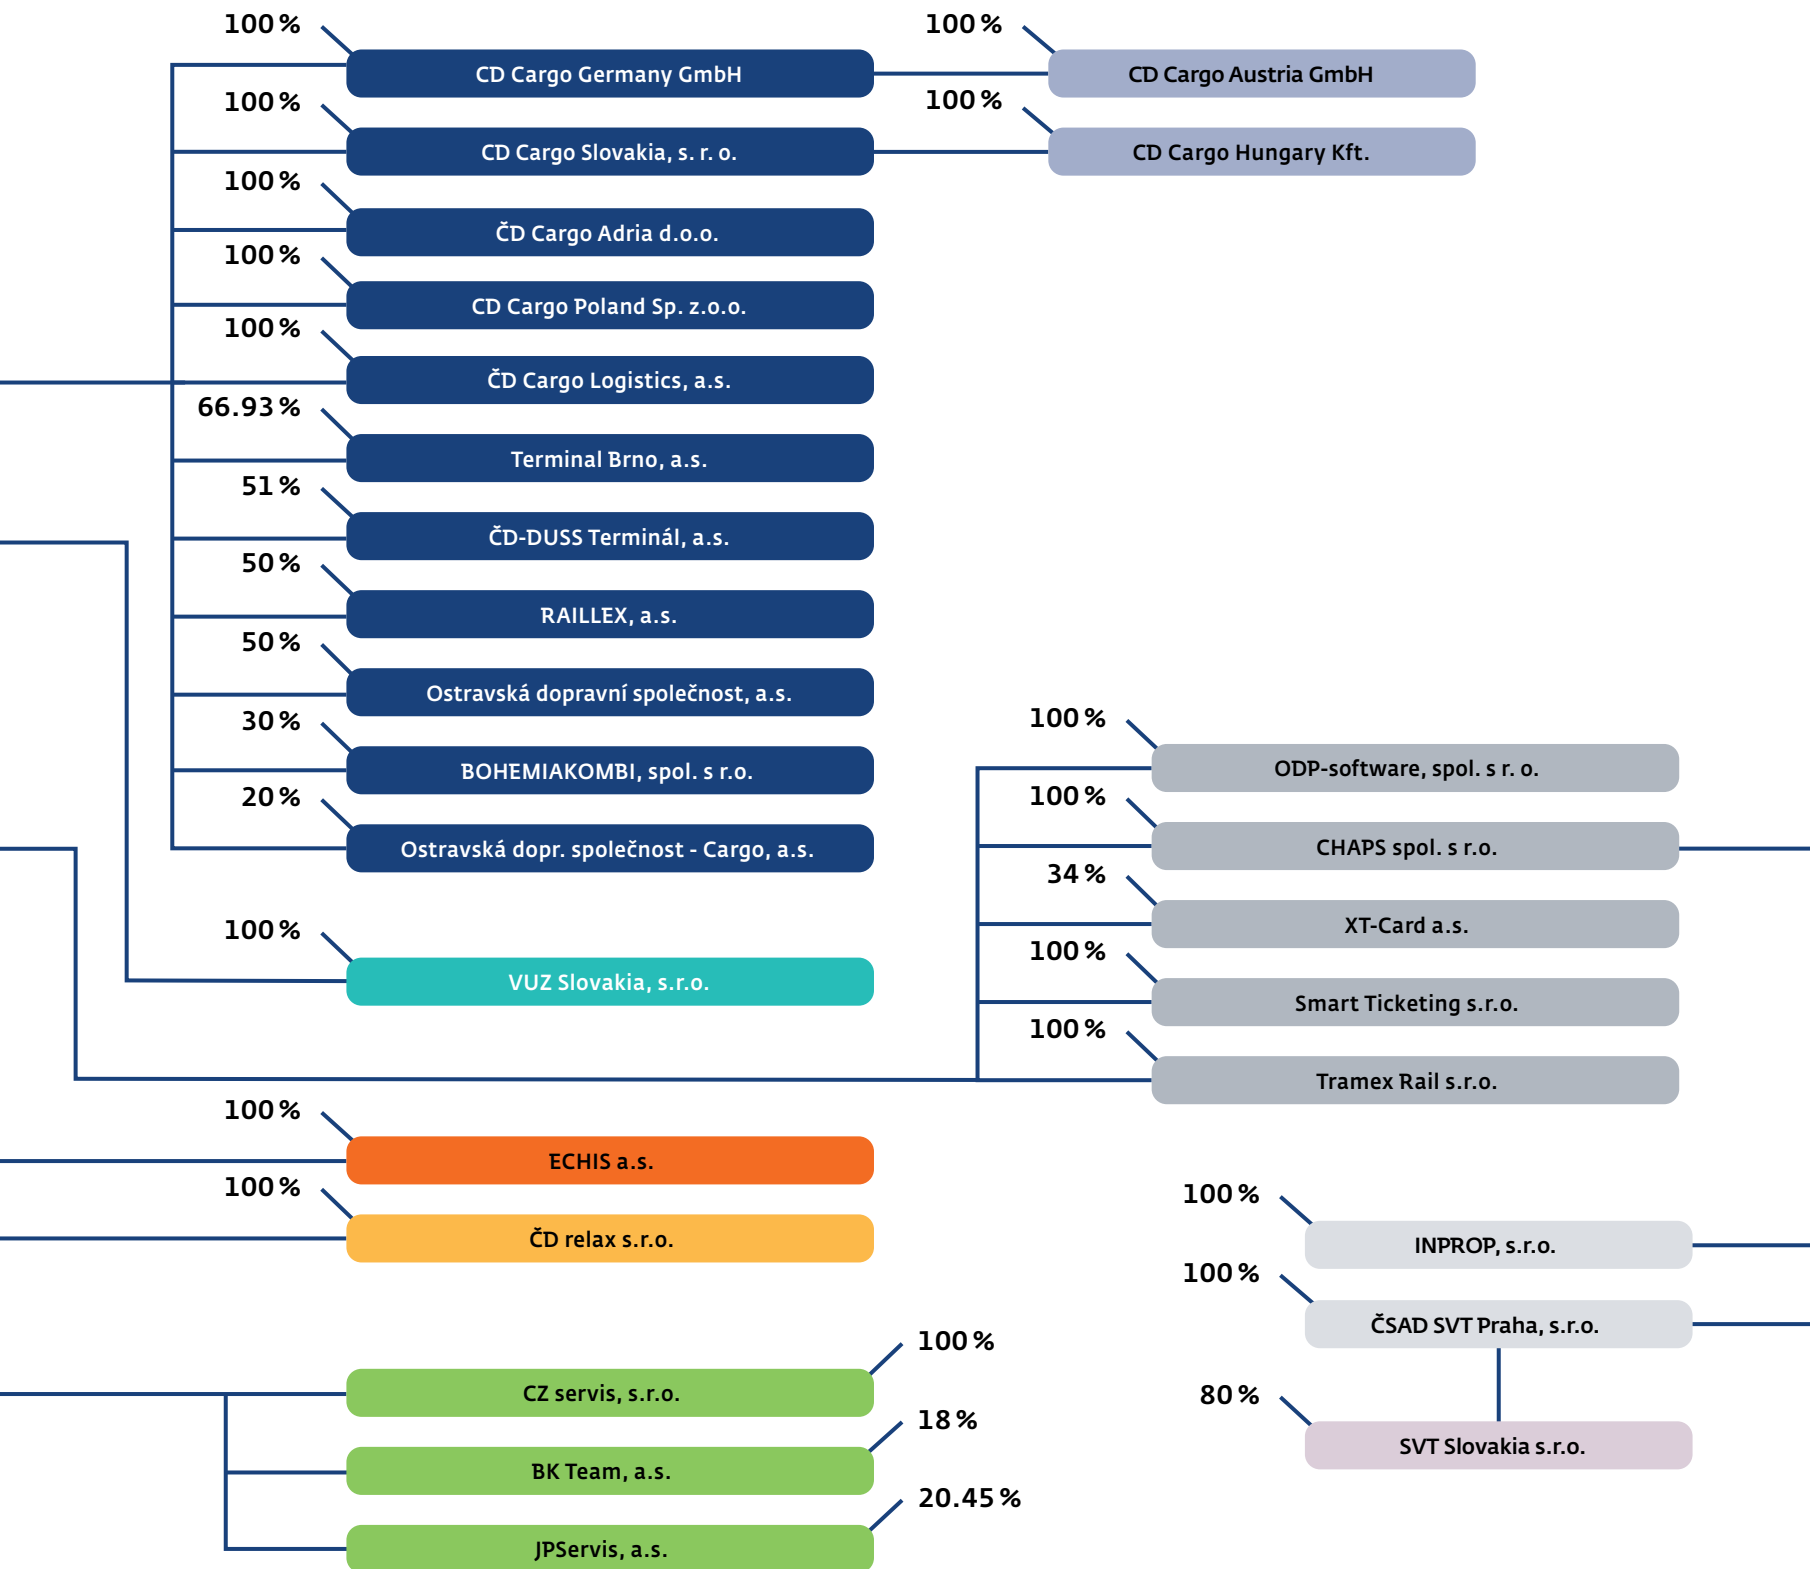 100 %
CD Cargo Germany GmbH
100 %
CD Cargo Austria GmbH
100 %
CD Cargo Slovakia, s. r. o.
100 %
CD Cargo Hungary Kft.
100 %
ČD Cargo Adria d.o.o.
100 %
CD Cargo Poland Sp. z.o.o.
100 %
ČD Cargo Logistics, a.s.
66.93 %
Terminal Brno, a.s.
51 %
ČD-DUSS Terminál, a.s.
50 %
RAILLEX, a.s.
50 %
Ostravská dopravní společnost, a.s.
30 %
BOHEMIAKOMBI, spol. s r.o.
20 %
Ostravská dopr. společnost - Cargo, a.s.
100 %
VUZ Slovakia, s.r.o.
100 %
ODP-software, spol. s r. o.
100 %
CHAPS spol. s r.o.
34 %
XT-Card a.s.
100 %
Smart Ticketing s.r.o.
100 %
Tramex Rail s.r.o.
100 %
ECHIS a.s.
100 %
ČD relax s.r.o.
100 %
INPROP, s.r.o.
100 %
ČSAD SVT Praha, s.r.o.
80 %
SVT Slovakia s.r.o.
100 %
CZ servis, s.r.o.
18 %
BK Team, a.s.
20.45 %
JPServis, a.s.